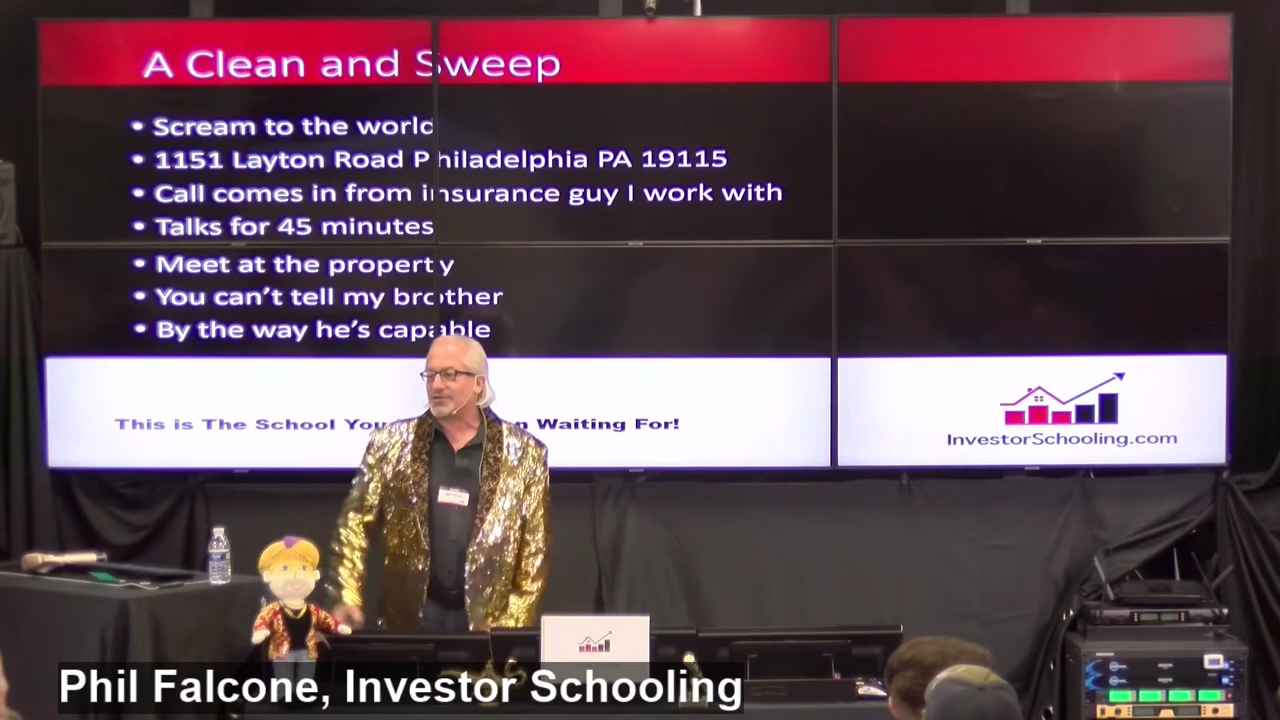 A Clean and Sweep
• Scream to the world
• 1151 Layton Road Philadelphia PA 19115
• Call comes in from insurance guy I work with
• Talks for 45 minutes
• Meet at the property
• You can't tell my brother
• By the way he's capable
This is The School You n Waiting For!
InvestorSchooling.com
Phil Falcone, Investor Schooling